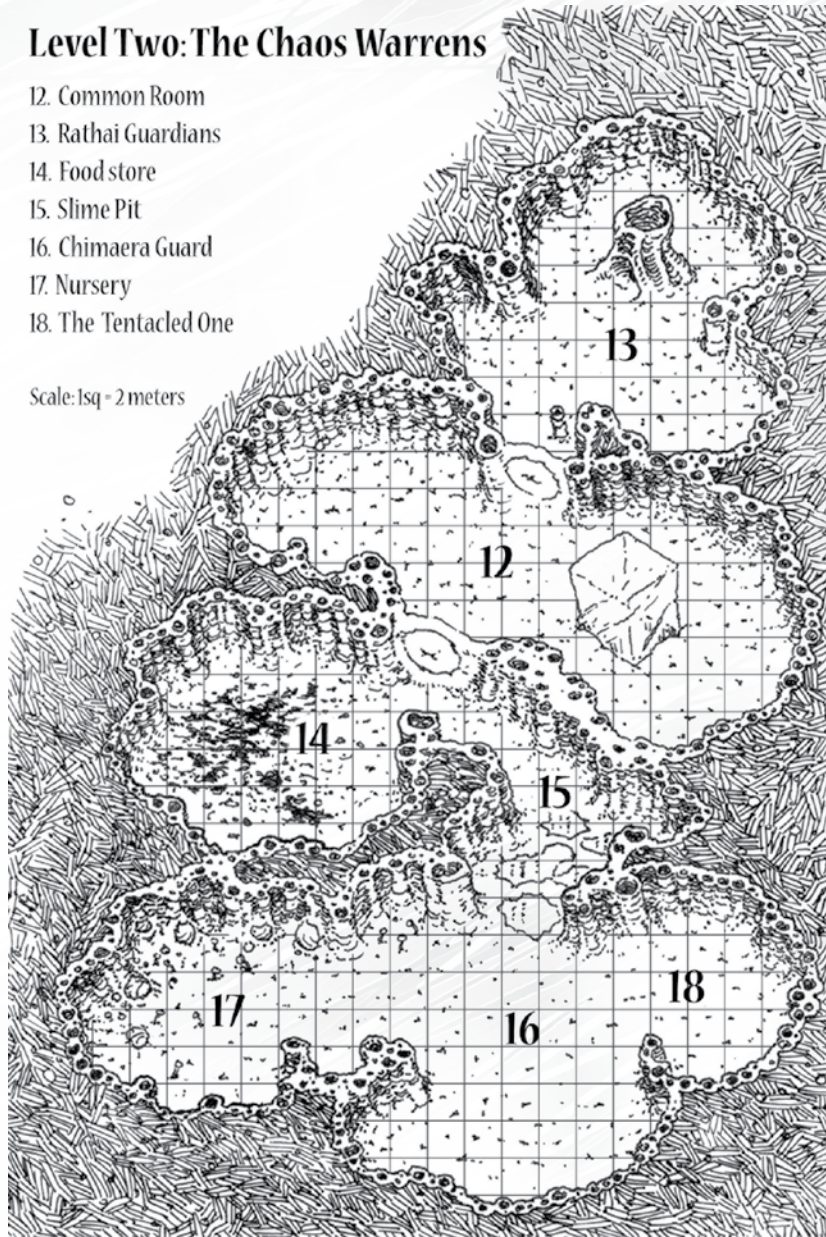 Level Two: The Chaos Warrens
12. Common Room
13. Rathai Guardians
14. Food store
15. Slime Pit
16. Chimaera Guard
17. Nursery
18. The Tentacled One
Scale: 1sq = 2 meters
13
12
14
15
18
17
16